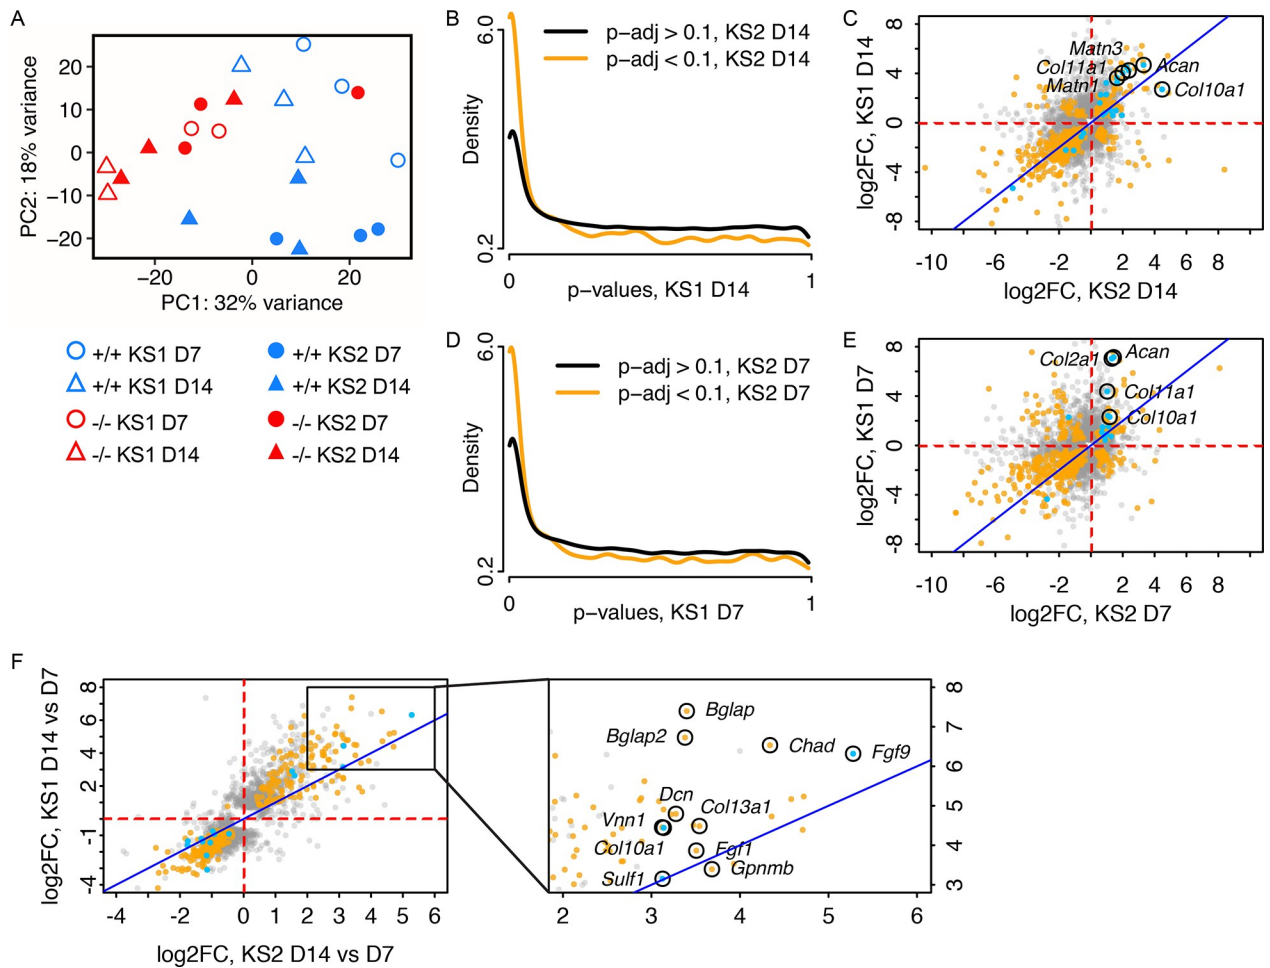 A
PC2: 18% variance
20
10
0
−10
−20
−20
0
20
PC1: 32% variance
+/+ KS1 D7
+/+ KS1 D14
-/- KS1 D7
-/- KS1 D14
+/+ KS2 D7
+/+ KS2 D14
-/- KS2 D7
-/- KS2 D14
B
Density
6.0
0.2
p-adj > 0.1, KS2 D14
p-adj < 0.1, KS2 D14
0
1
p−values, KS1 D14
C
log2FC, KS1 D14
8
4
0
-4
-8
Matn3
Col11a1
Matn1
Acan
Col10a1
-10
-6
-2
2
4
6
8
log2FC, KS2 D14
D
Density
6.0
0.2
p-adj > 0.1, KS2 D7
p-adj < 0.1, KS2 D7
0
1
p−values, KS1 D7
E
log2FC, KS1 D7
8
4
0
-4
-8
Col2a1
Acan
Col11a1
Col10a1
-10
-6
-2
0
2
4
6
8
log2FC, KS2 D7
F
log2FC, KS1 D14 vs D7
8
6
4
2
-1
-4
-4
-2
0
1
2
3
4
5
6
log2FC, KS2 D14 vs D7
Bglap
Bglap2
Chad
Fgf9
Dcn
Col13a1
Vnn1
Col10a1
Fgf1
Sulf1
Gpnmb
8
7
6
5
4
3
2
3
4
5
6